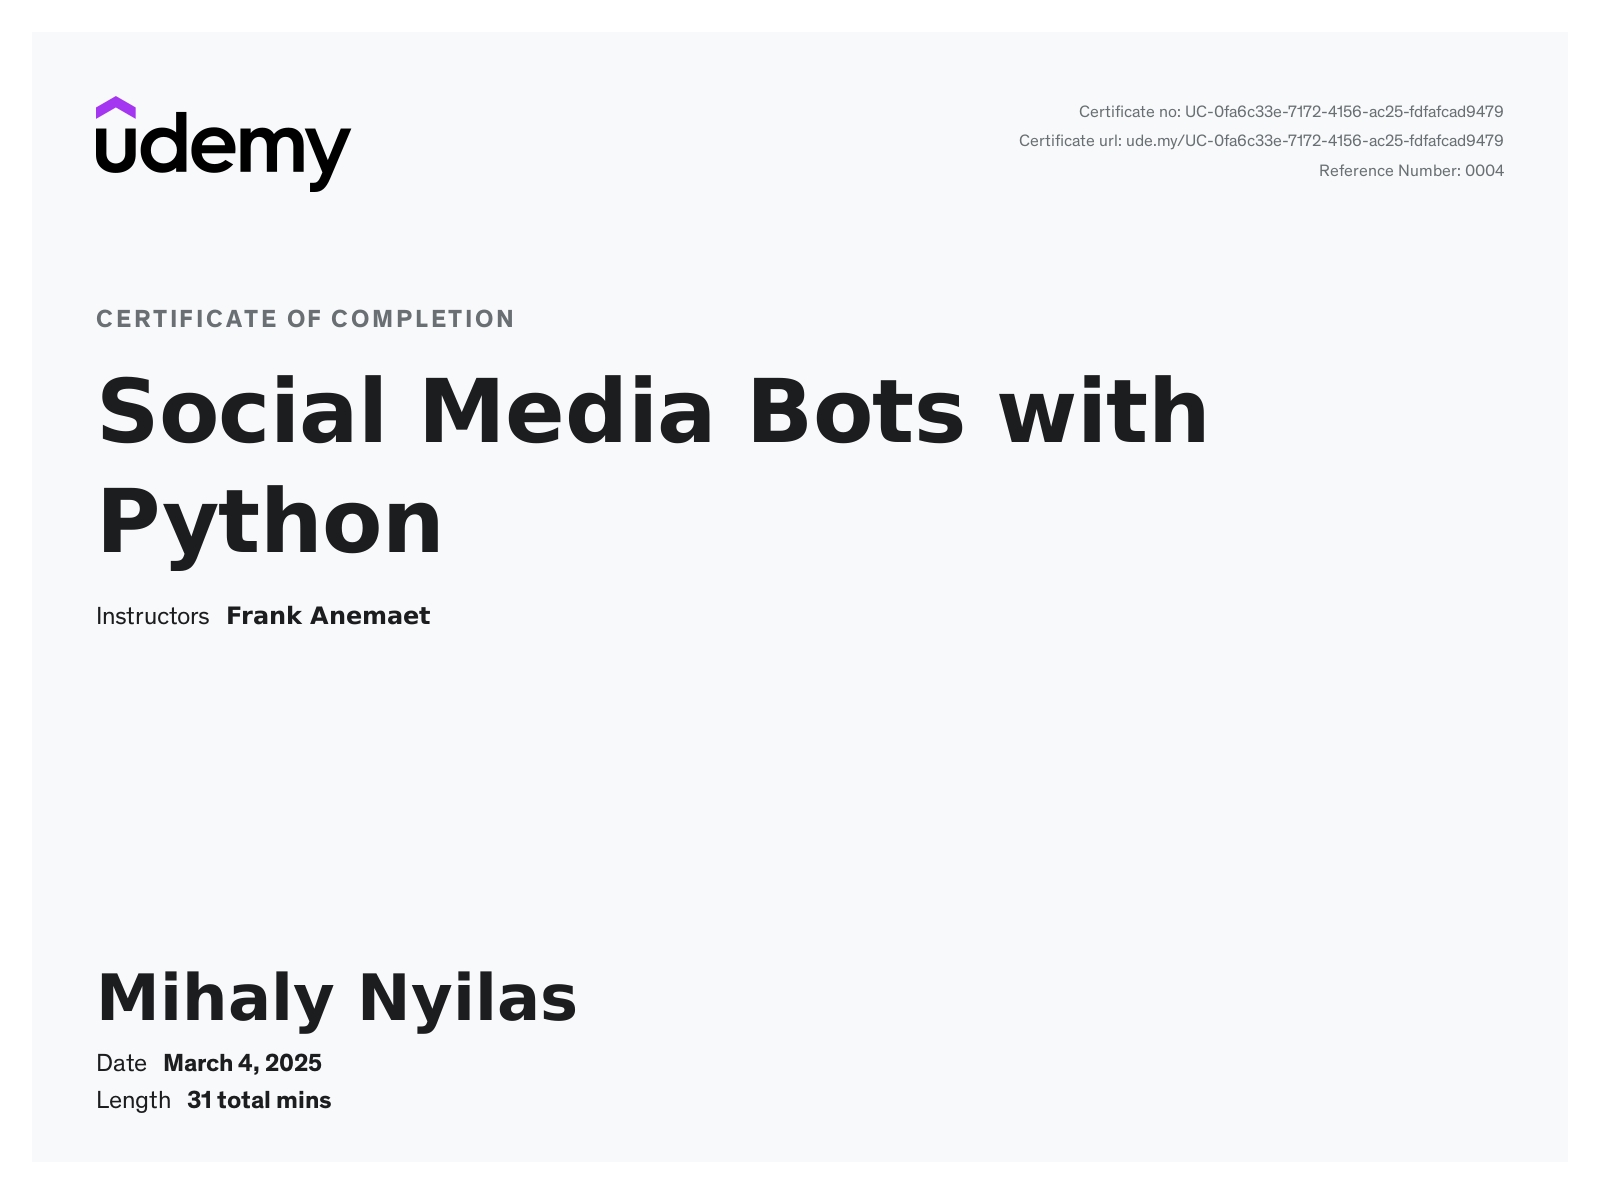 udemy
Certificate no: UC-0fa6c33e-7172-4156-ac25-fdfafcad9479
Certificate url: ude.my/UC-0fa6c33e-7172-4156-ac25-fdfafcad9479
Reference Number: 0004
CERTIFICATE OF COMPLETION
Social Media Bots with
Python
Instructors Frank Anemaet
Mihaly Nyilas
Date March 4, 2025
Length 31 total mins